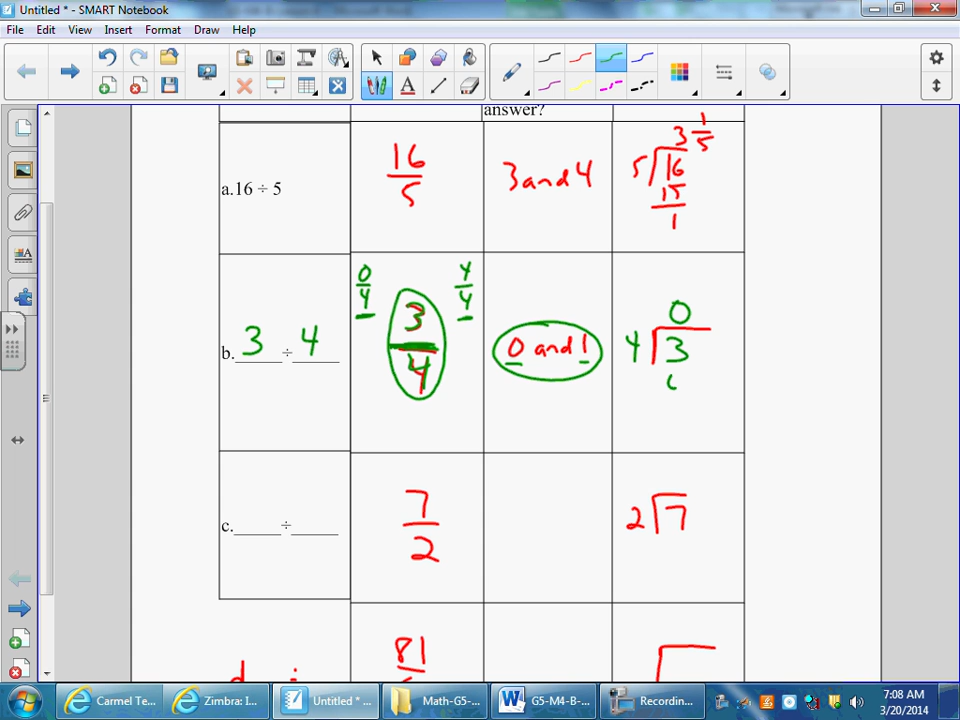 Untitled * - SMART Notebook
File Edit View Insert Format Draw Help
answer?
a.16 ÷ 5
16
5
3 and 4
3 1/5
5 16
15
1
b. 3 ÷ 4
0
4
3
4
4
4
0 and 1
0
4 3
c._____÷_____
7
2
2 7
81
Carmel Te...
Zimbra: I...
Untitled * ...
Math-G5-...
G5-M4-B-...
Recordin...
7:08 AM
3/20/2014